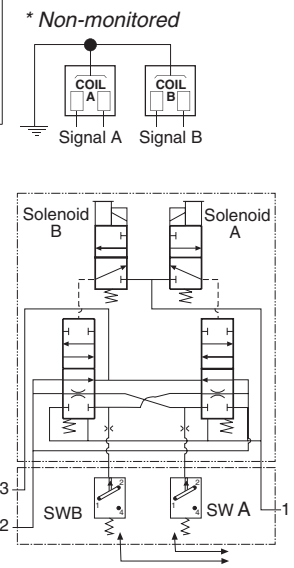 * Non-monitored
COIL A
COIL B
Signal A Signal B
Solenoid B
Solenoid A
3
2
1
SWB
SW A
1 2 4
1 2 4